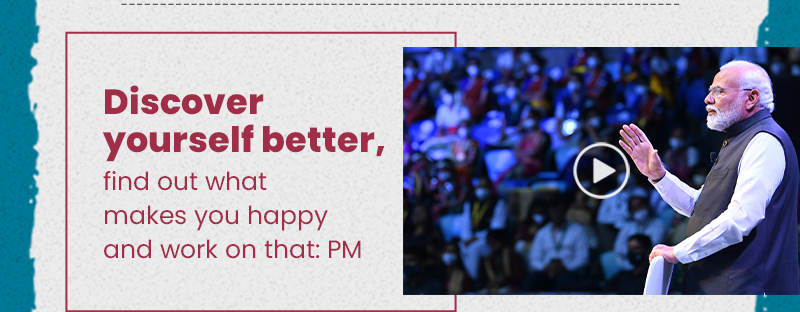 Discover
yourself better,
find out what
makes you happy
and work on that: PM